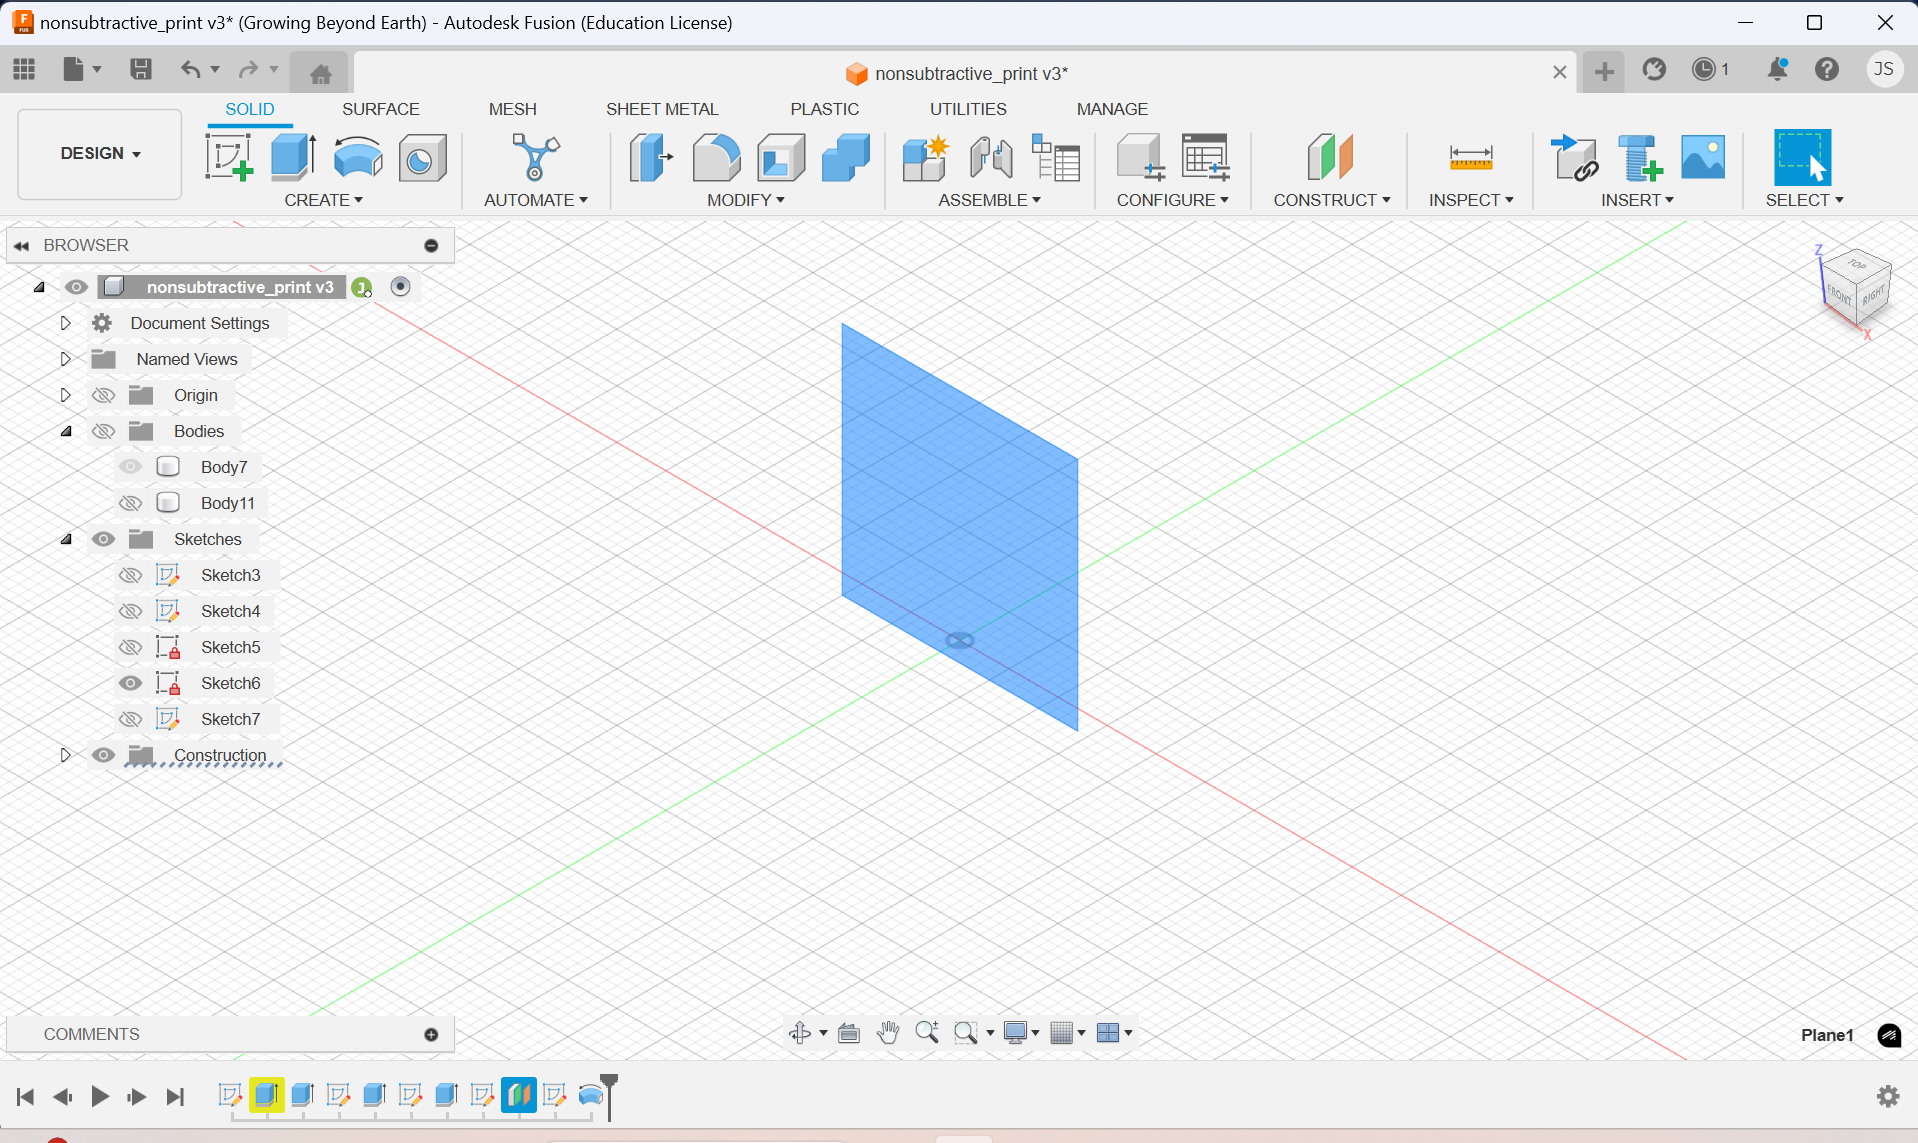 nonsubtractive_print v3* (Growing Beyond Earth) - Autodesk Fusion (Education License)
nonsubtractive_print v3*
1
JS
SOLID
SURFACE
MESH
SHEET METAL
PLASTIC
UTILITIES
MANAGE
DESIGN
CREATE
AUTOMATE
MODIFY
ASSEMBLE
CONFIGURE
CONSTRUCT
INSPECT
INSERT
SELECT
BROWSER
nonsubtractive_print v3
J
Document Settings
Named Views
Origin
Bodies
Body7
Body11
Sketches
Sketch3
Sketch4
Sketch5
Sketch6
Sketch7
Construction
Z
TOP
FRONT
RIGHT
X
COMMENTS
Plane1